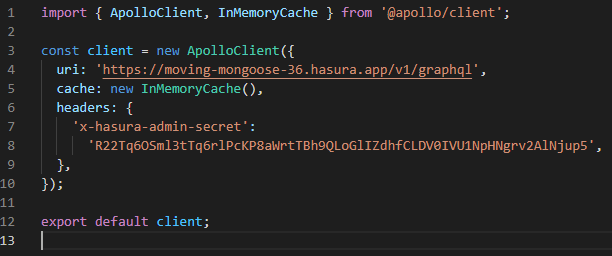 1 import { ApolloClient, InMemoryCache } from '@apollo/client';
2
3 const client = new ApolloClient({
4 uri: 'https://moving-mongoose-36.hasura.app/v1/graphql',
5 cache: new InMemoryCache(),
6 headers: {
7 'x-hasura-admin-secret':
8 'R22Tq6OSml3tTq6rlPcKP8aWrtTBh9QLoGlIZdhfCLDV0IVU1NpHNgrv2AlNjup5',
9 },
10 });
11
12 export default client;
13